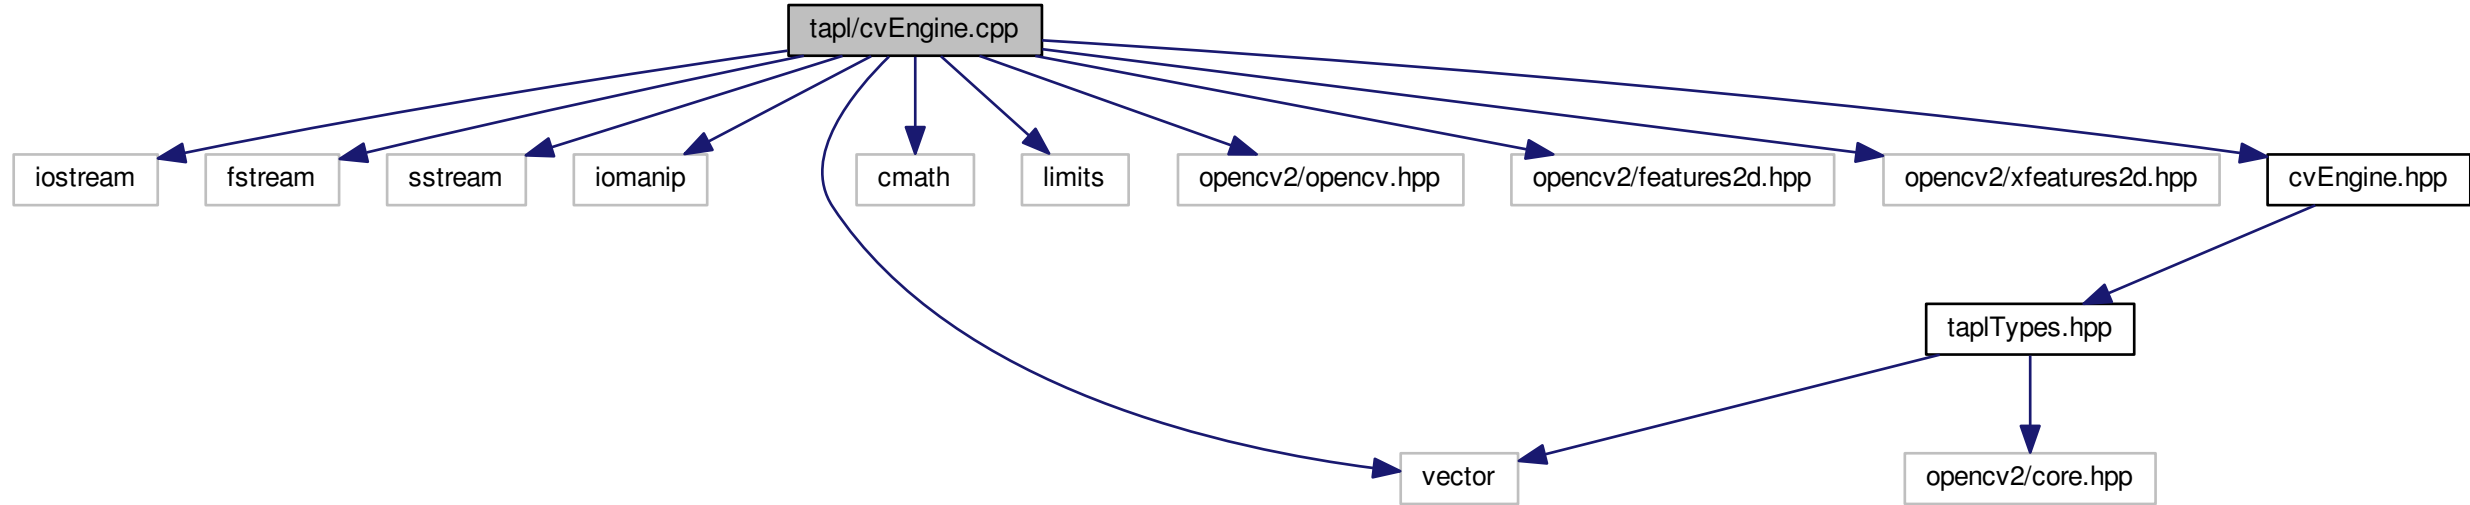 tapl/cvEngine.cpp
iostream
fstream
sstream
iomanip
cmath
limits
opencv2/opencv.hpp
opencv2/features2d.hpp
opencv2/xfeatures2d.hpp
cvEngine.hpp
taplTypes.hpp
vector
opencv2/core.hpp